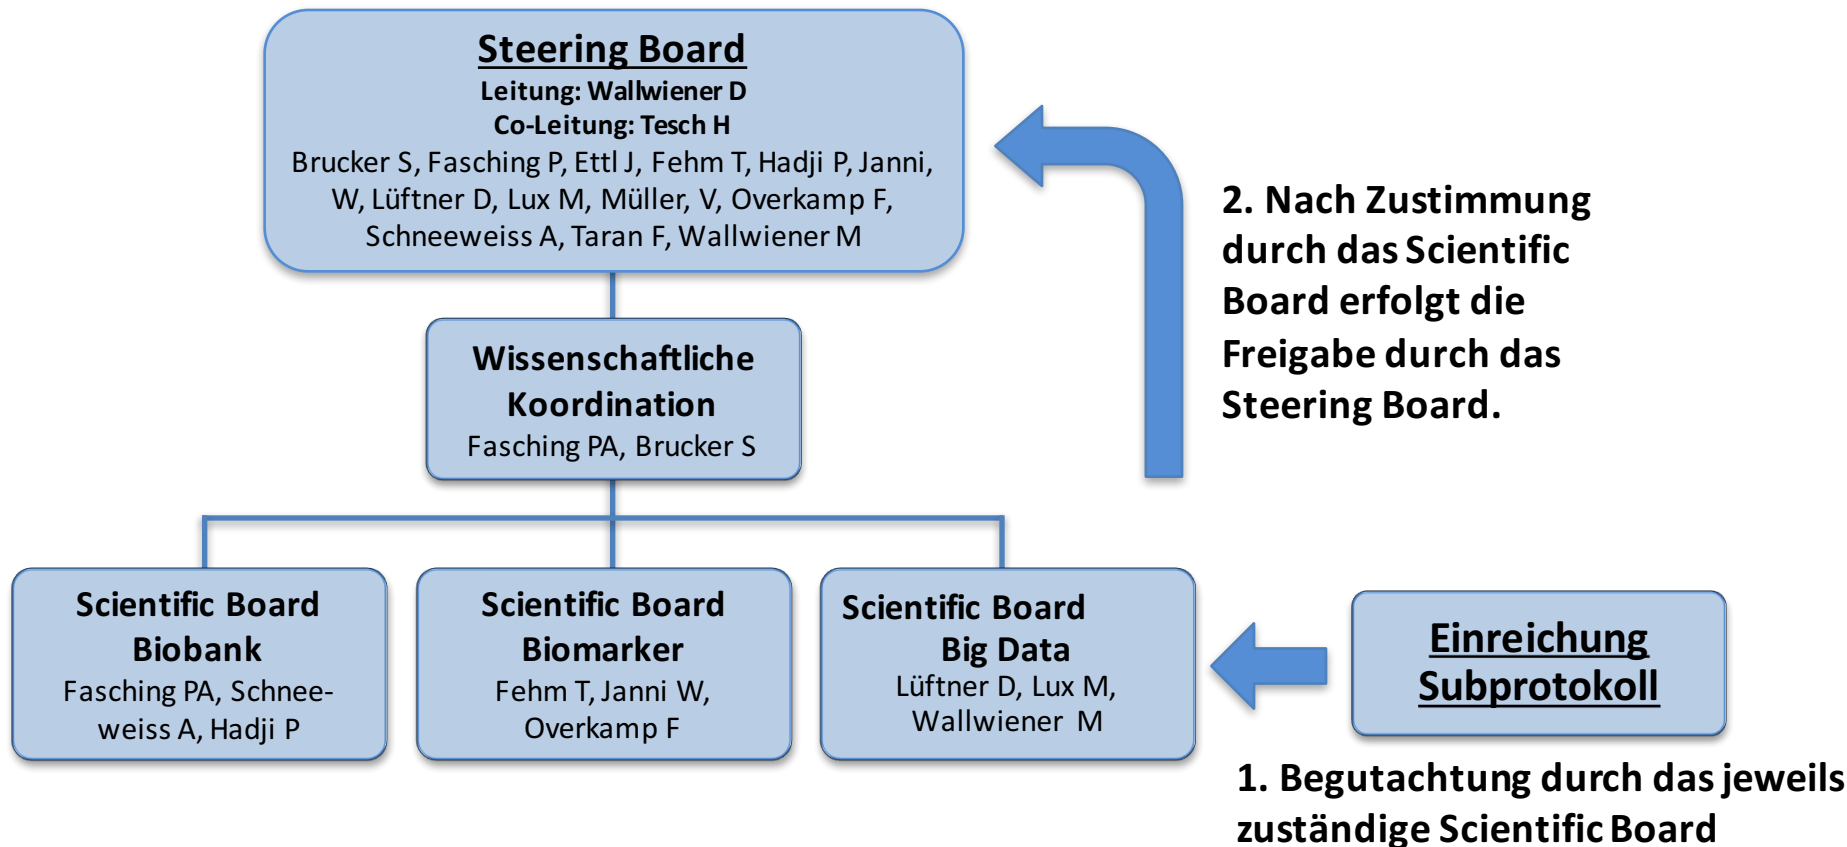 Steering Board
Leitung: Wallwiener D
Co-Leitung: Tesch H
Brucker S, Fasching P, Ettl J, Fehm T, Hadji P, Janni,
W, Lüftner D, Lux M, Müller, V, Overkamp F,
Schneeweiss A, Taran F, Wallwiener M
2. Nach Zustimmung
durch das Scientific
Board erfolgt die
Freigabe durch das
Steering Board.
Wissenschaftliche
Koordination
Fasching PA, Brucker S
Scientific Board
Biobank
Fasching PA, Schnee-
weiss A, Hadji P
Scientific Board
Biomarker
Fehm T, Janni W,
Overkamp F
Scientific Board
Big Data
Lüftner D, Lux M,
Wallwiener M
Einreichung
Subprotokoll
1. Begutachtung durch das jeweils
zuständige Scientific Board